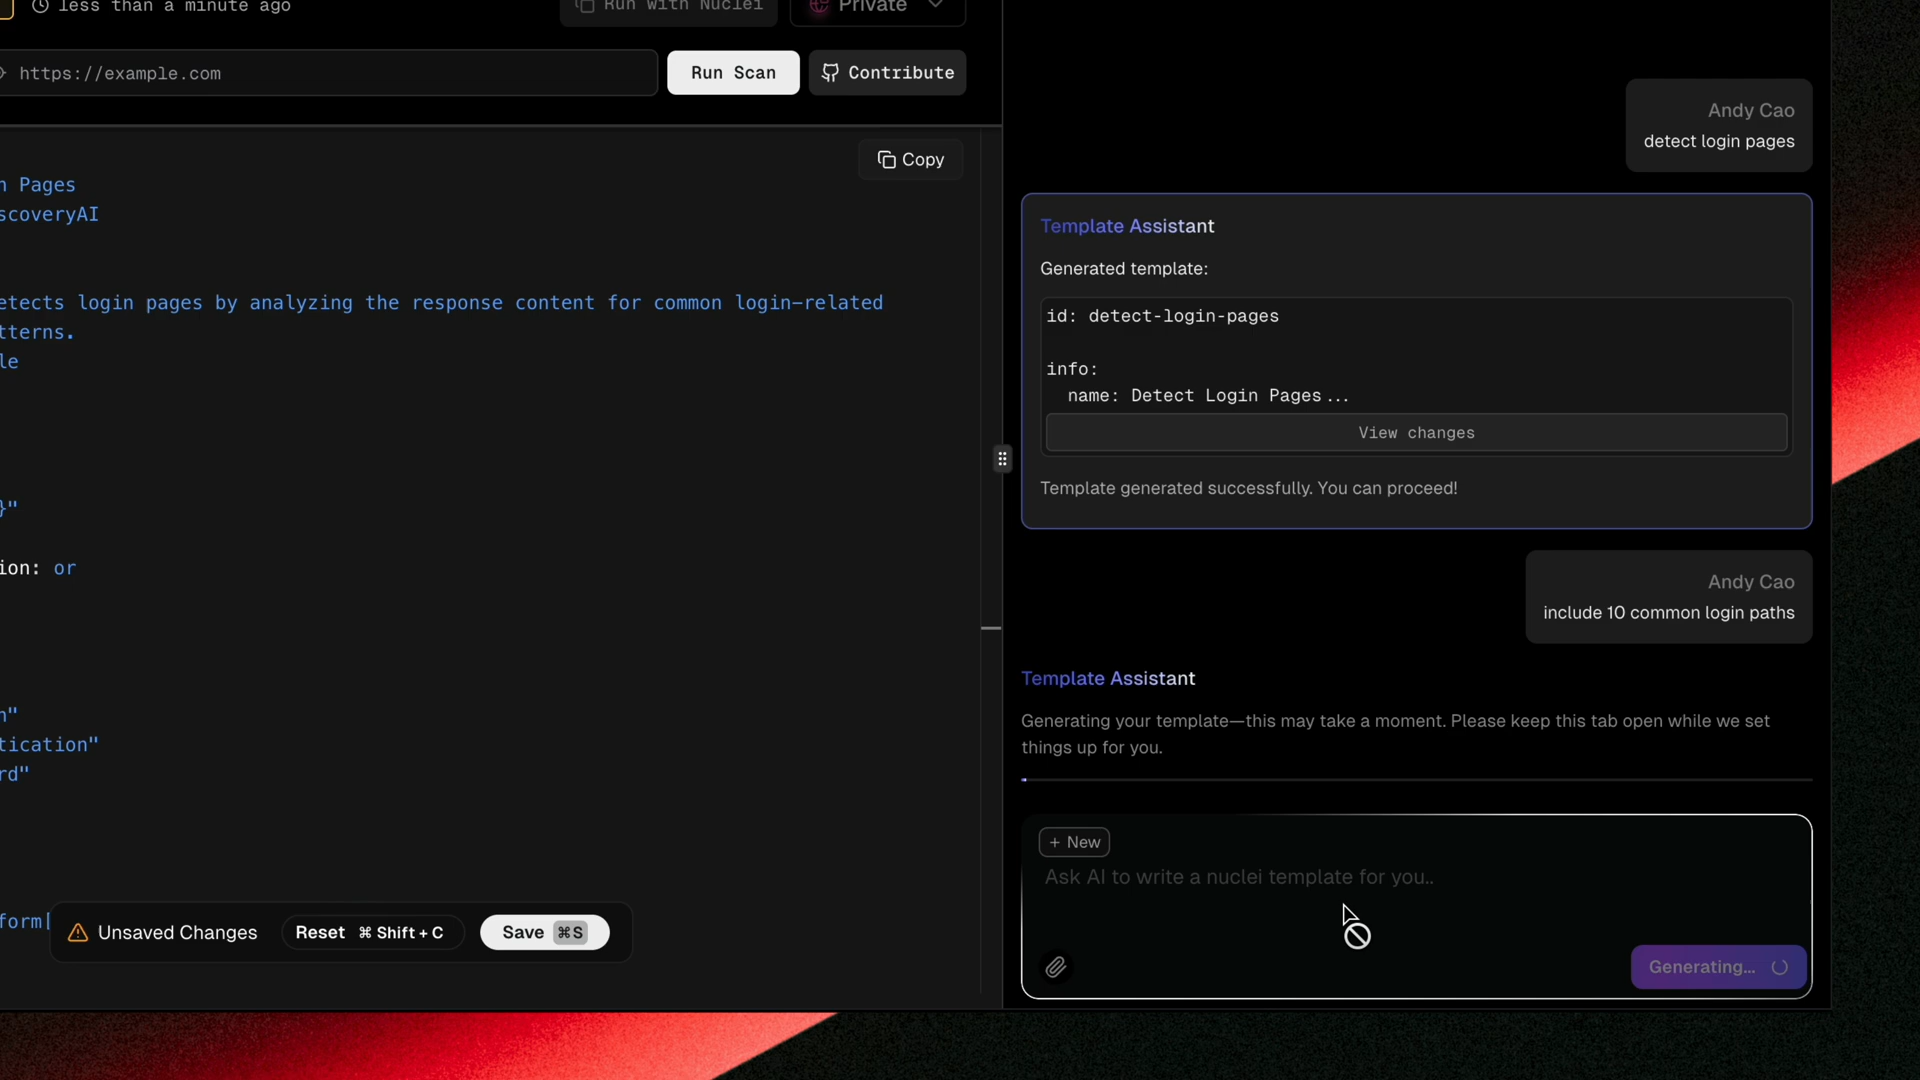 less than a minute ago
Run with Nuclei
Private
https://example.com
Run Scan
Contribute
Copy
n Pages
scoveryAI
etects login pages by analyzing the response content for common login-related
tterns.
le
}"
ion: or
n"
tication"
rd"
form[
Unsaved Changes
Reset ⌘ Shift + C
Save ⌘S
Andy Cao
detect login pages
Template Assistant
Generated template:
id: detect-login-pages
info:
name: Detect Login Pages...
View changes
Template generated successfully. You can proceed!
Andy Cao
include 10 common login paths
Template Assistant
Generating your template—this may take a moment. Please keep this tab open while we set
things up for you.
+ New
Ask AI to write a nuclei template for you..
Generating...